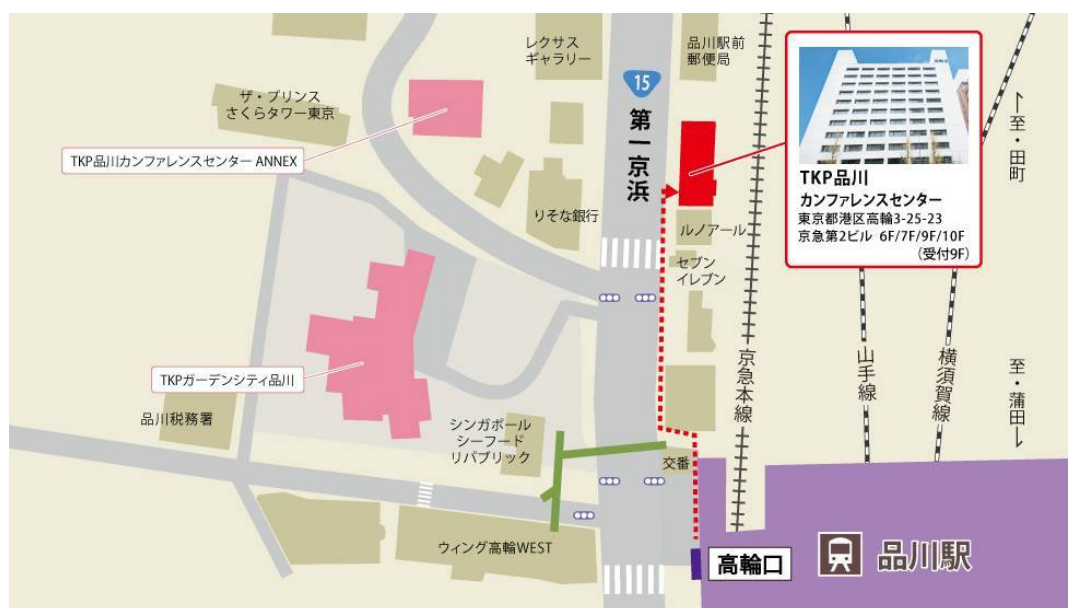 レクサス
ギャラリー
品川駅前
郵便局
15
第一京浜
ザ・プリンス
さくらタワー東京
TKP品川カンファレンスセンター ANNEX
りそな銀行
ルノアール
セブン
イレブン
TKP品川
カンファレンスセンター
東京都港区高輪3-25-23
京急第2ビル 6F/7F/9F/10F
(受付9F)
至・田町
京急本線
山手線
横須賀線
至・蒲田
TKPガーデンシティ品川
品川税務署
シンガポール
シーフード
リパブリック
交番
ウィング高輪WEST
高輪口
品川駅